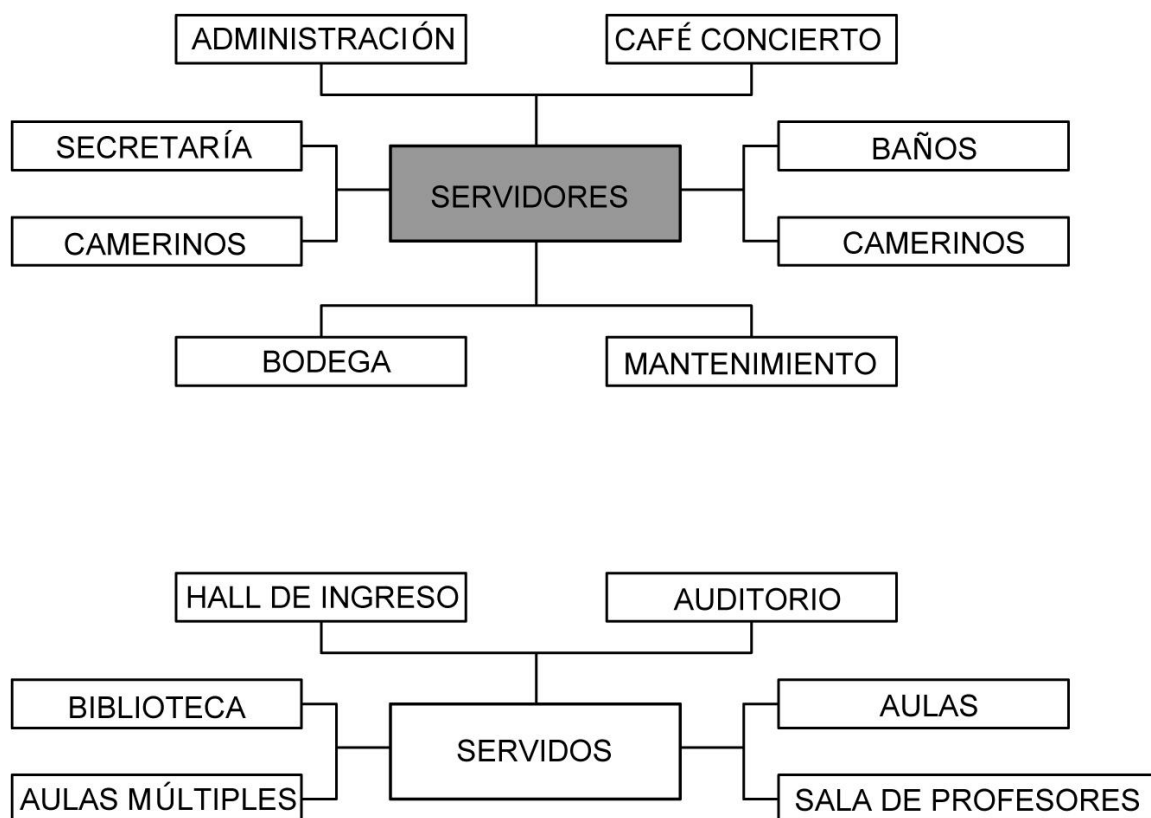 ADMINISTRACIÓN
CAFÉ CONCIERTO
SECRETARÍA
BAÑOS
SERVIDORES
CAMERINOS
CAMERINOS
BODEGA
MANTENIMIENTO
HALL DE INGRESO
AUDITORIO
BIBLIOTECA
AULAS
SERVIDOS
AULAS MÚLTIPLES
SALA DE PROFESORES